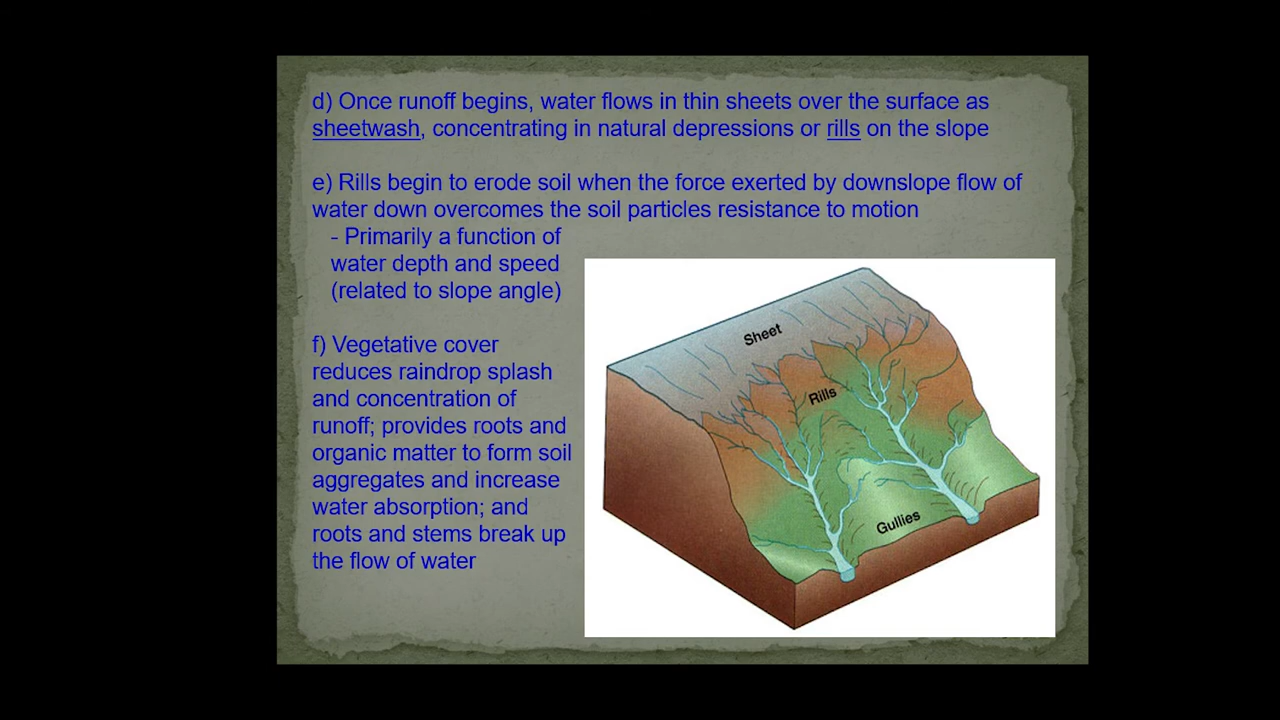 d) Once runoff begins, water flows in thin sheets over the surface as
sheetwash, concentrating in natural depressions or rills on the slope
e) Rills begin to erode soil when the force exerted by downslope flow of
water down overcomes the soil particles resistance to motion
- Primarily a function of
water depth and speed
(related to slope angle)
f) Vegetative cover
reduces raindrop splash
and concentration of
runoff; provides roots and
organic matter to form soil
aggregates and increase
water absorption; and
roots and stems break up
the flow of water
Sheet
Rills
Gullies